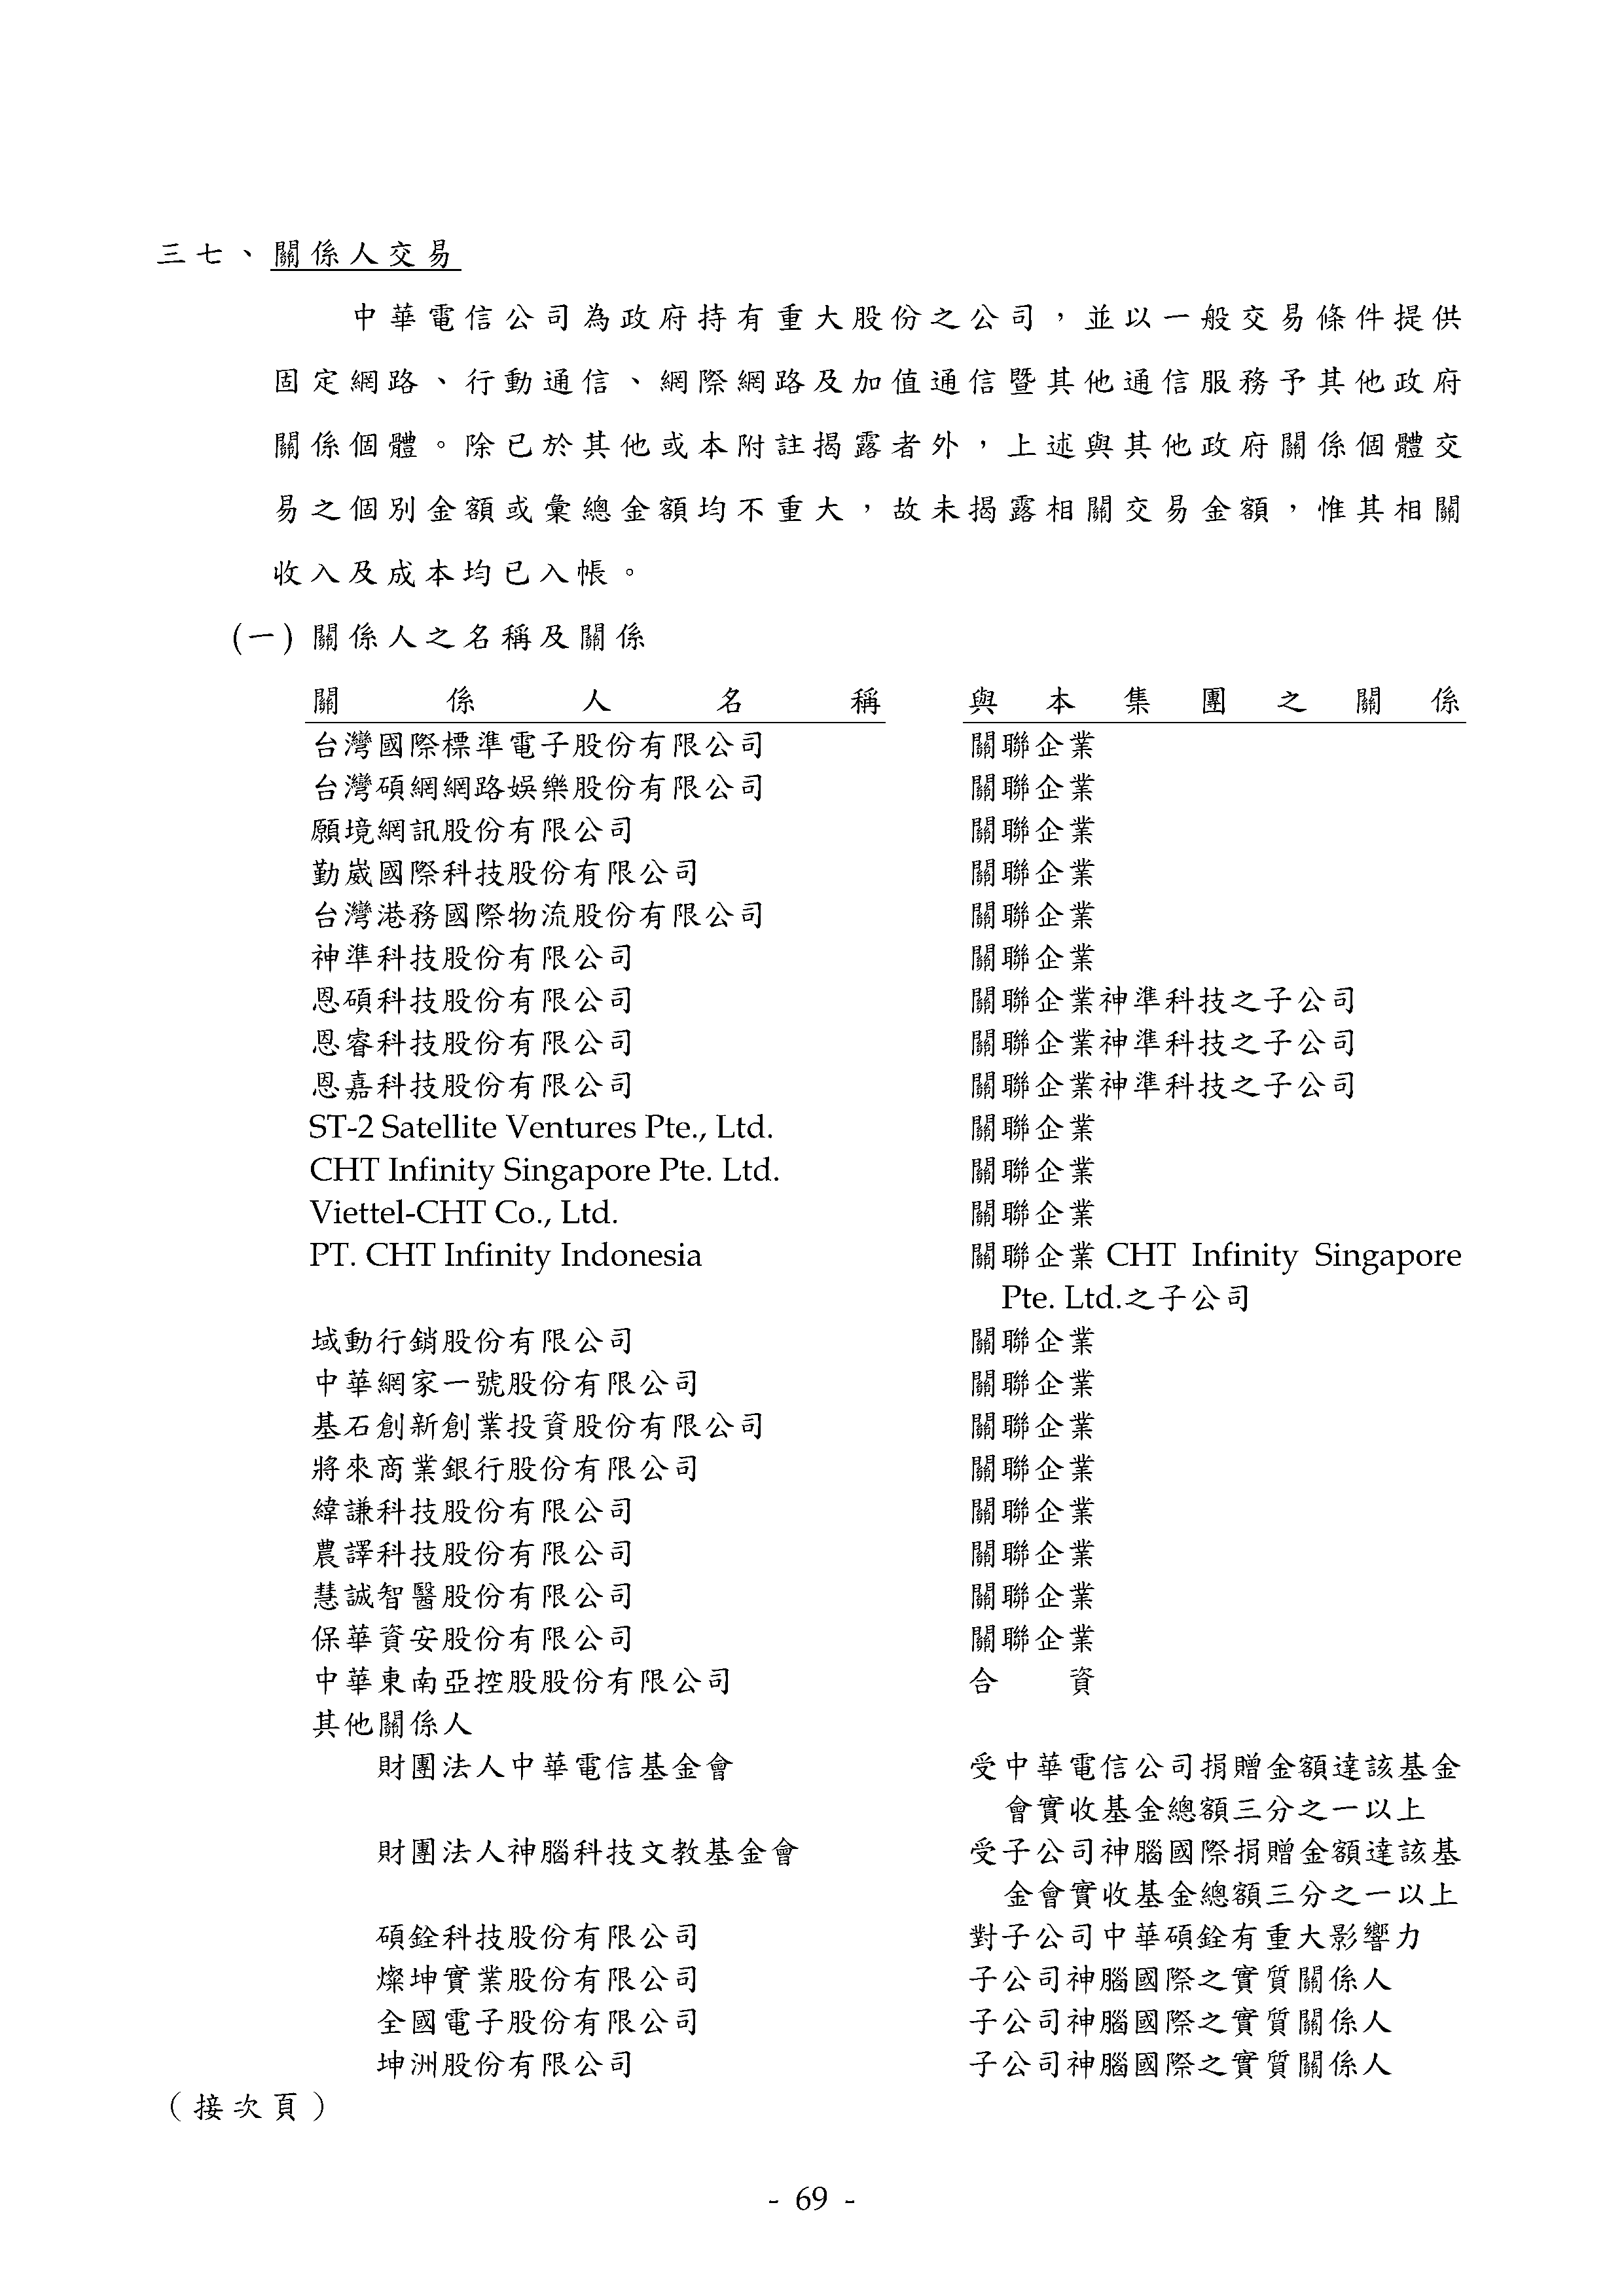 三七、關係人交易
中華電信公司為政府持有重大股份之公司，並以一般交易條件提供
固定網路、行動通信、網際網路及加值通信暨其他通信服務予其他政府
關係個體。除已於其他或本附註揭露者外，上述與其他政府關係個體交
易之個別金額或彙總金額均不重大，故未揭露相關交易金額，惟其相關
收入及成本均已入帳。
(一) 關係人之名稱及關係
關係人名稱 與本集團之關係
台灣國際標準電子股份有限公司 關聯企業
台灣碩網網路娛樂股份有限公司 關聯企業
願境網訊股份有限公司 關聯企業
勤崴國際科技股份有限公司 關聯企業
台灣港務國際物流股份有限公司 關聯企業
神準科技股份有限公司 關聯企業
恩碩科技股份有限公司 關聯企業神準科技之子公司
恩睿科技股份有限公司 關聯企業神準科技之子公司
恩嘉科技股份有限公司 關聯企業神準科技之子公司
ST-2 Satellite Ventures Pte., Ltd. 關聯企業
CHT Infinity Singapore Pte. Ltd. 關聯企業
Viettel-CHT Co., Ltd. 關聯企業
PT. CHT Infinity Indonesia 關聯企業 CHT Infinity Singapore
Pte. Ltd.之子公司
域動行銷股份有限公司 關聯企業
中華網家一號股份有限公司 關聯企業
基石創新創業投資股份有限公司 關聯企業
將來商業銀行股份有限公司 關聯企業
緯謙科技股份有限公司 關聯企業
農譯科技股份有限公司 關聯企業
慧誠智醫股份有限公司 關聯企業
保華資安股份有限公司 關聯企業
中華東南亞控股股份有限公司 合資
其他關係人
財團法人中華電信基金會 受中華電信公司捐贈金額達該基金
會實收基金總額三分之一以上
財團法人神腦科技文教基金會 受子公司神腦國際捐贈金額達該基
金會實收基金總額三分之一以上
碩銓科技股份有限公司 對子公司中華碩銓有重大影響力
燦坤實業股份有限公司 子公司神腦國際之實質關係人
全國電子股份有限公司 子公司神腦國際之實質關係人
坤洲股份有限公司 子公司神腦國際之實質關係人
（接次頁）
- 69 -